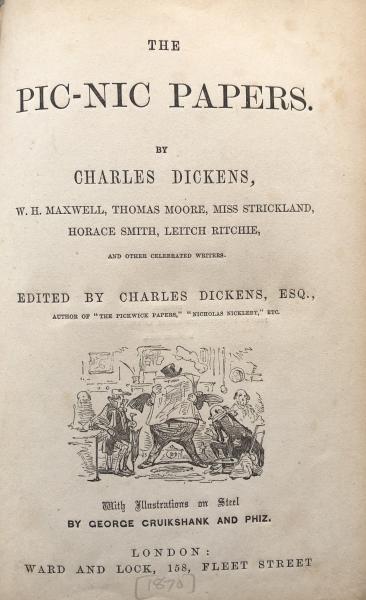 THE
PIC-NIC PAPERS.
BY
CHARLES DICKENS,
W. H. MAXWELL, THOMAS MOORE, MISS STRICKLAND,
HORACE SMITH, LEITCH RITCHIE,
AND OTHER CELEBRATED WRITERS.
EDITED BY CHARLES DICKENS, ESQ.,
AUTHOR OF "THE PICKWICK PAPERS," "NICHOLAS NICKLEBY," ETC.
With Illustrations on Steel
BY GEORGE CRUIKSHANK AND PHIZ.
LONDON:
WARD AND LOCK, 158, FLEET STREET
[1870]